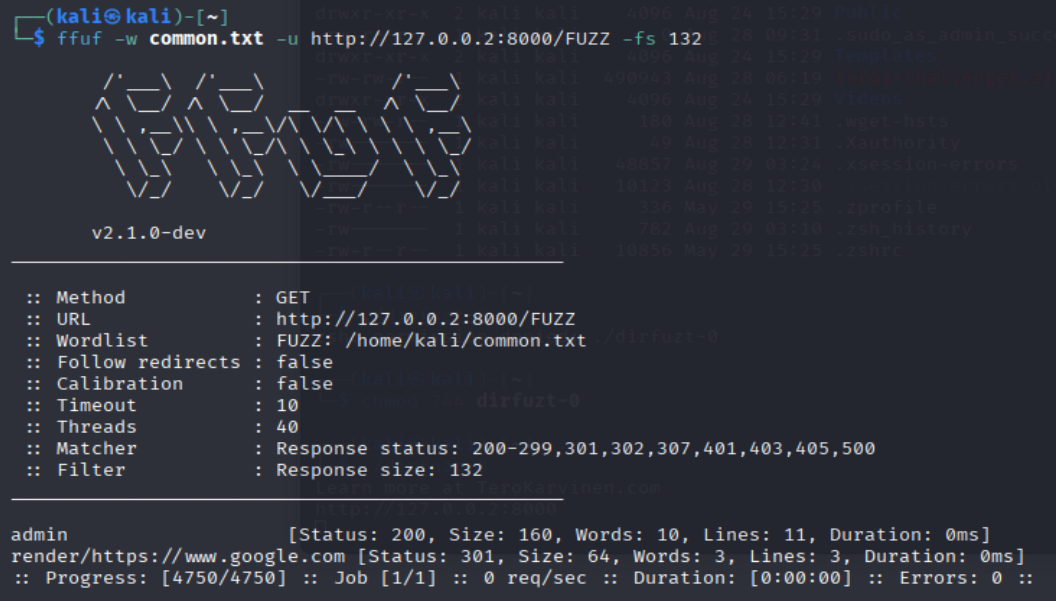 ┌──(kali㉿kali)-[~]
└─$ ffuf -w common.txt -u http://127.0.0.2:8000/FUZZ -fs 132
v2.1.0-dev
:: Method : GET
:: URL : http://127.0.0.2:8000/FUZZ
:: Wordlist : FUZZ: /home/kali/common.txt
:: Follow redirects : false
:: Calibration : false
:: Timeout : 10
:: Threads : 40
:: Matcher : Response status: 200-299,301,302,307,401,403,405,500
:: Filter : Response size: 132
admin [Status: 200, Size: 160, Words: 10, Lines: 11, Duration: 0ms]
render/https://www.google.com [Status: 301, Size: 64, Words: 3, Lines: 3, Duration: 0ms]
:: Progress: [4750/4750] :: Job [1/1] :: 0 req/sec :: Duration: [0:00:00] :: Errors: 0 ::